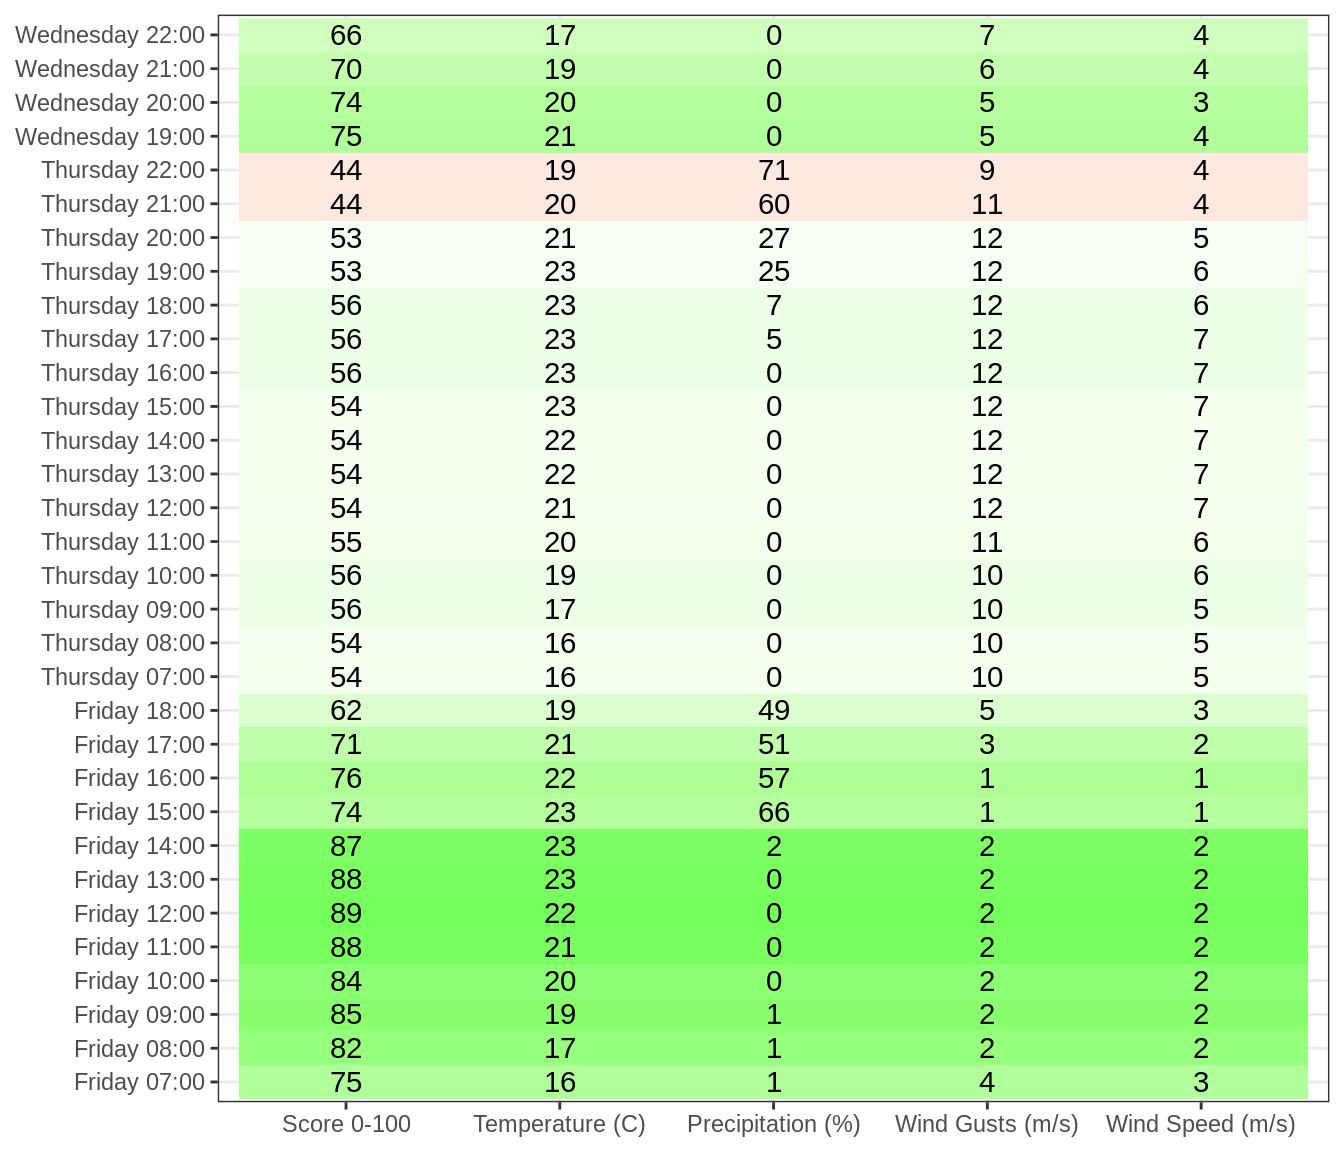 Wednesday 22:00 66 17 0 7 4
Wednesday 21:00 70 19 0 6 4
Wednesday 20:00 74 20 0 5 3
Wednesday 19:00 75 21 0 5 4
Thursday 22:00 44 19 71 9 4
Thursday 21:00 44 20 60 11 4
Thursday 20:00 53 21 27 12 5
Thursday 19:00 53 23 25 12 6
Thursday 18:00 56 23 7 12 6
Thursday 17:00 56 23 5 12 7
Thursday 16:00 56 23 0 12 7
Thursday 15:00 54 23 0 12 7
Thursday 14:00 54 22 0 12 7
Thursday 13:00 54 22 0 12 7
Thursday 12:00 54 21 0 12 7
Thursday 11:00 55 20 0 11 6
Thursday 10:00 56 19 0 10 6
Thursday 09:00 56 17 0 10 5
Thursday 08:00 54 16 0 10 5
Thursday 07:00 54 16 0 10 5
Friday 18:00 62 19 49 5 3
Friday 17:00 71 21 51 3 2
Friday 16:00 76 22 57 1 1
Friday 15:00 74 23 66 1 1
Friday 14:00 87 23 2 2 2
Friday 13:00 88 23 0 2 2
Friday 12:00 89 22 0 2 2
Friday 11:00 88 21 0 2 2
Friday 10:00 84 20 0 2 2
Friday 09:00 85 19 1 2 2
Friday 08:00 82 17 1 2 2
Friday 07:00 75 16 1 4 3
Score 0-100 Temperature (C) Precipitation (%) Wind Gusts (m/s) Wind Speed (m/s)